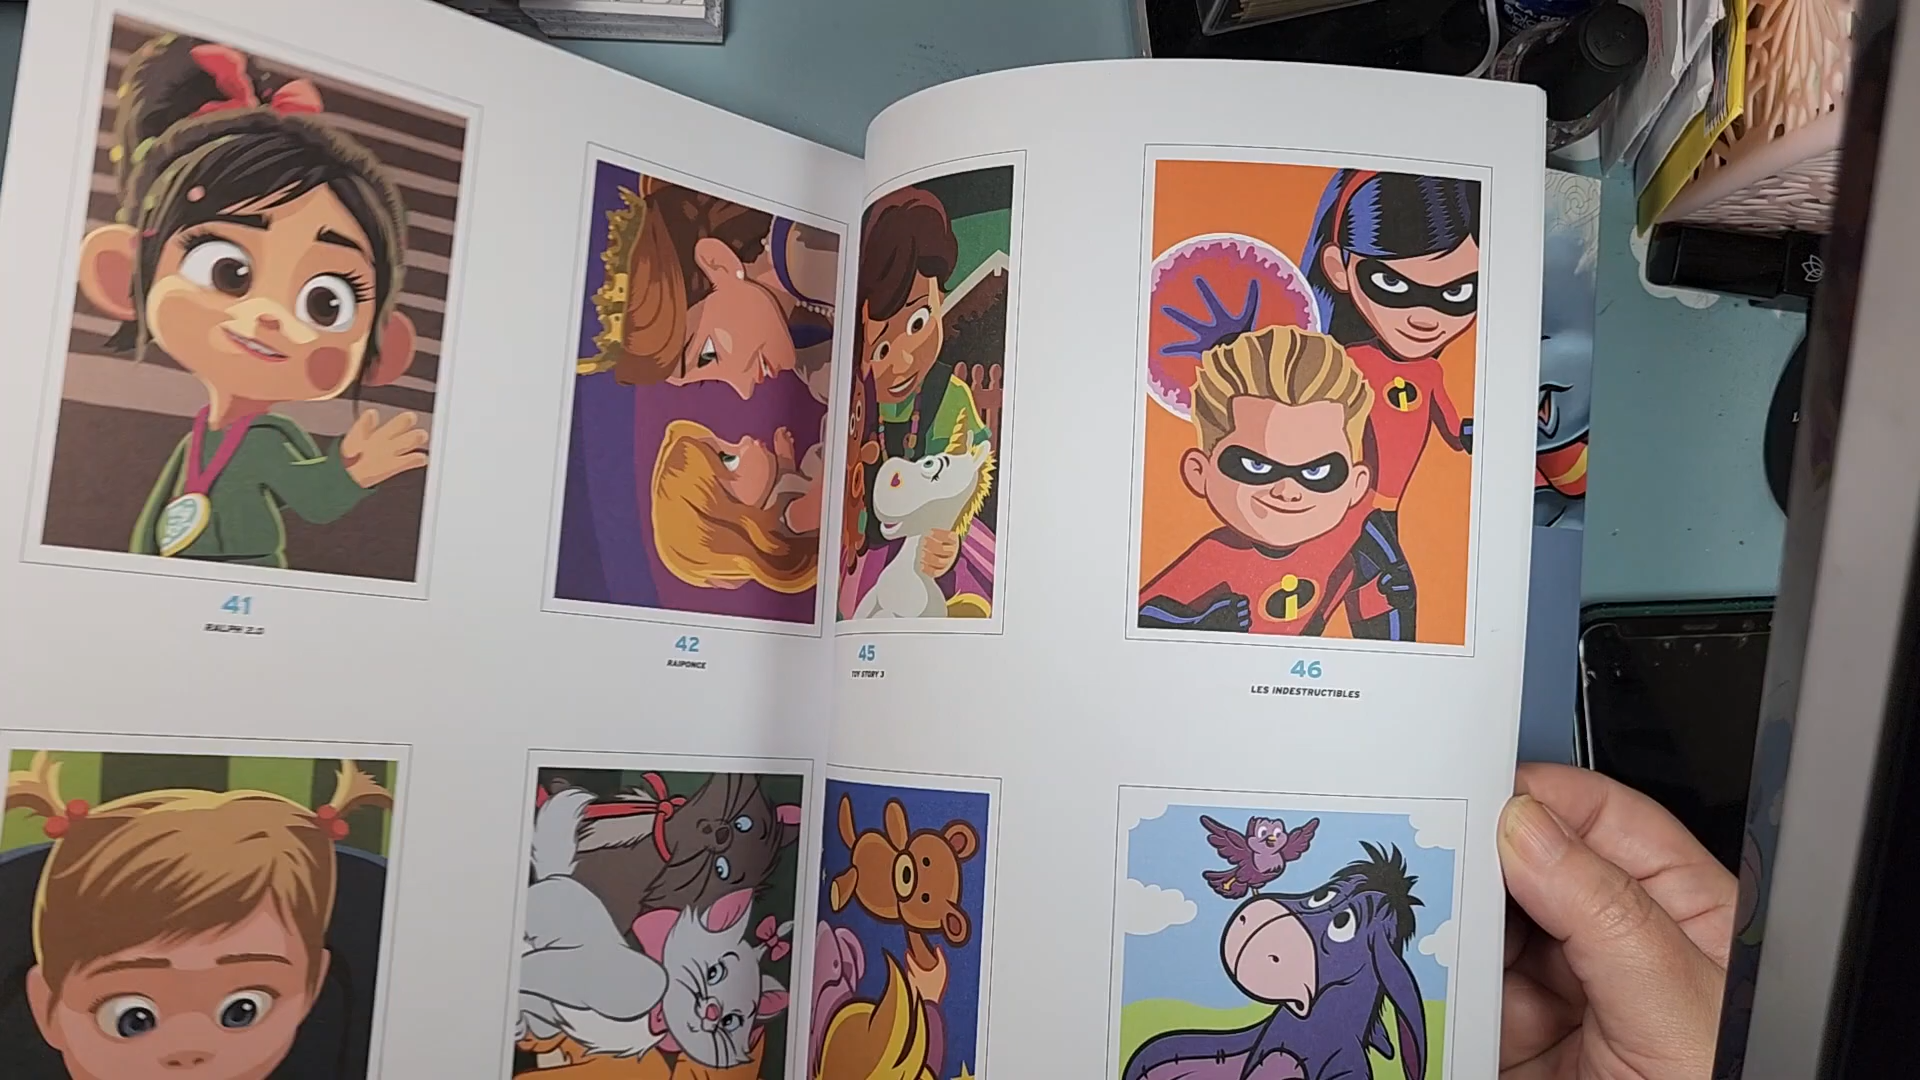 41
RALPH 2.0
42
RAIPONCE
45
TOY STORY 3
46
LES INDESTRUCTIBLES